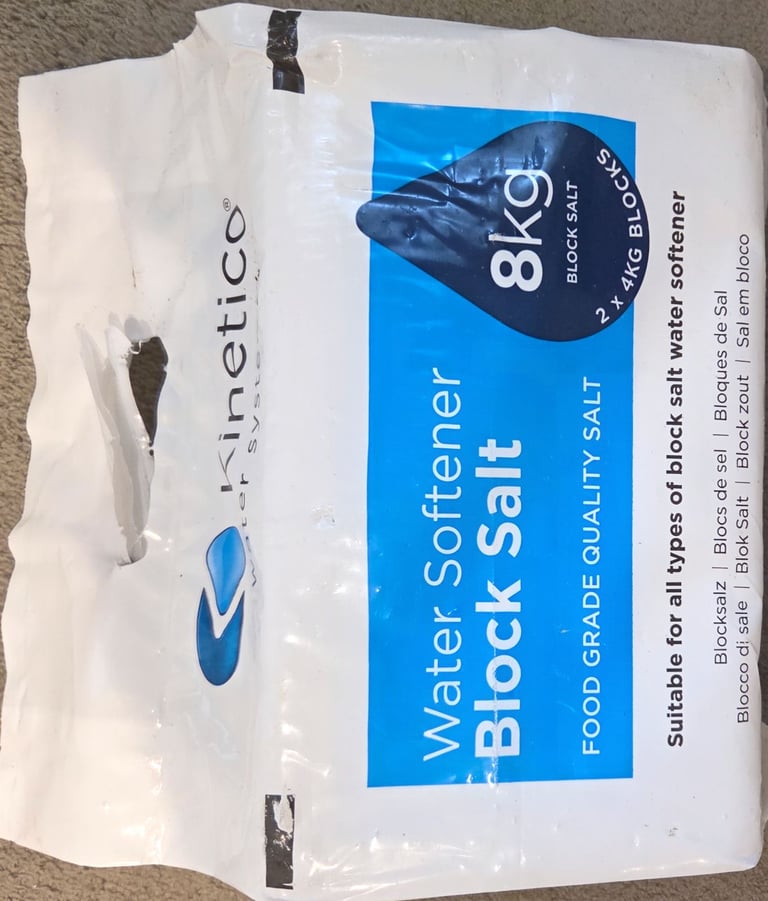 Kinetico®
Water Systems
Water Softener
Block Salt
FOOD GRADE QUALITY SALT
8kg
BLOCK SALT
2 x 4KG BLOCKS
Suitable for all types of block salt water softener
Blocksalz | Blocs de sel | Bloques de Sal
Blocco di sale | Blok Salt | Block zout | Sal em bloco